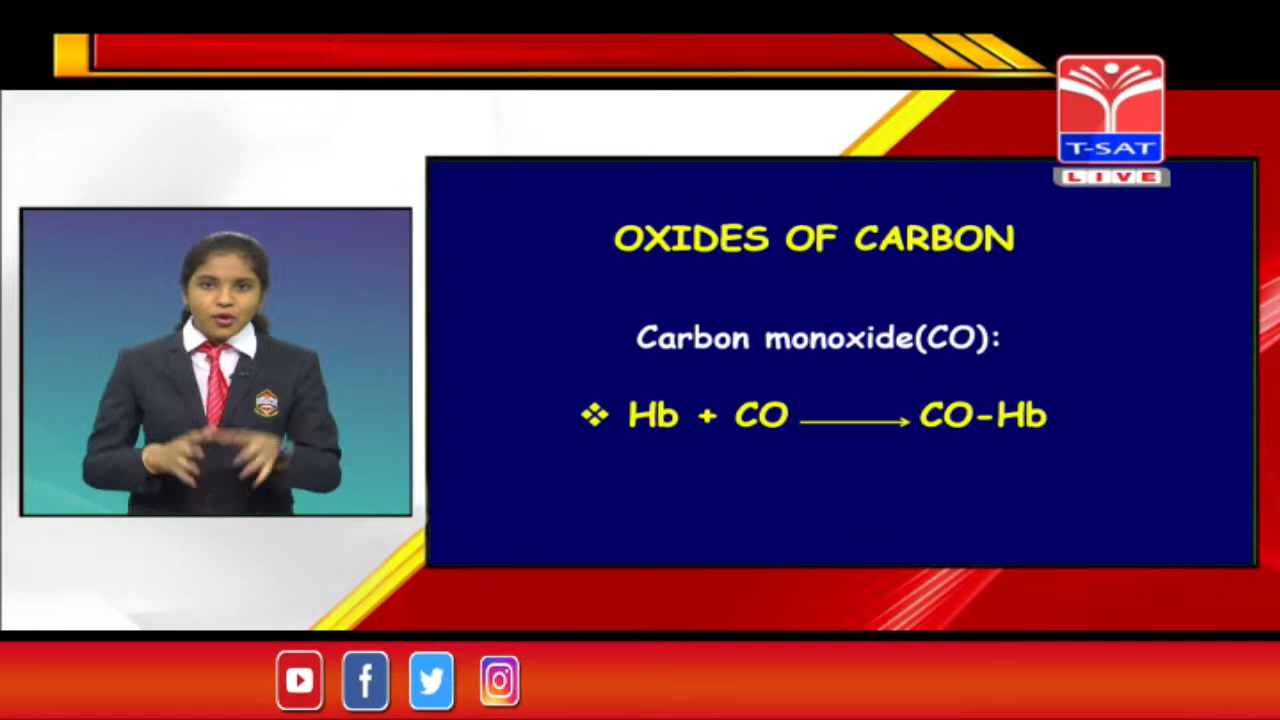 T-SAT
LIVE
OXIDES OF CARBON
Carbon monoxide(CO):
❖ Hb + CO ⟶ CO-Hb